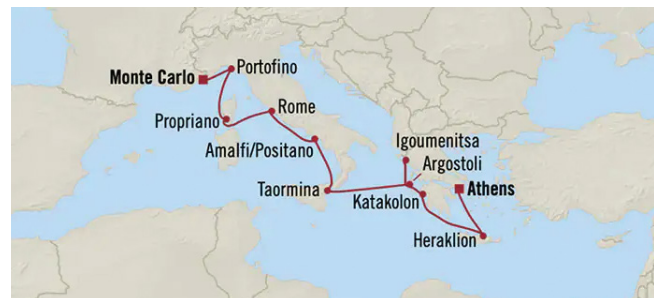 Monte Carlo
Portofino
Propriano
Rome
Amalfi/Positano
Taormina
Igoumenitsa
Argostoli
Katakolon
Athens
Heraklion